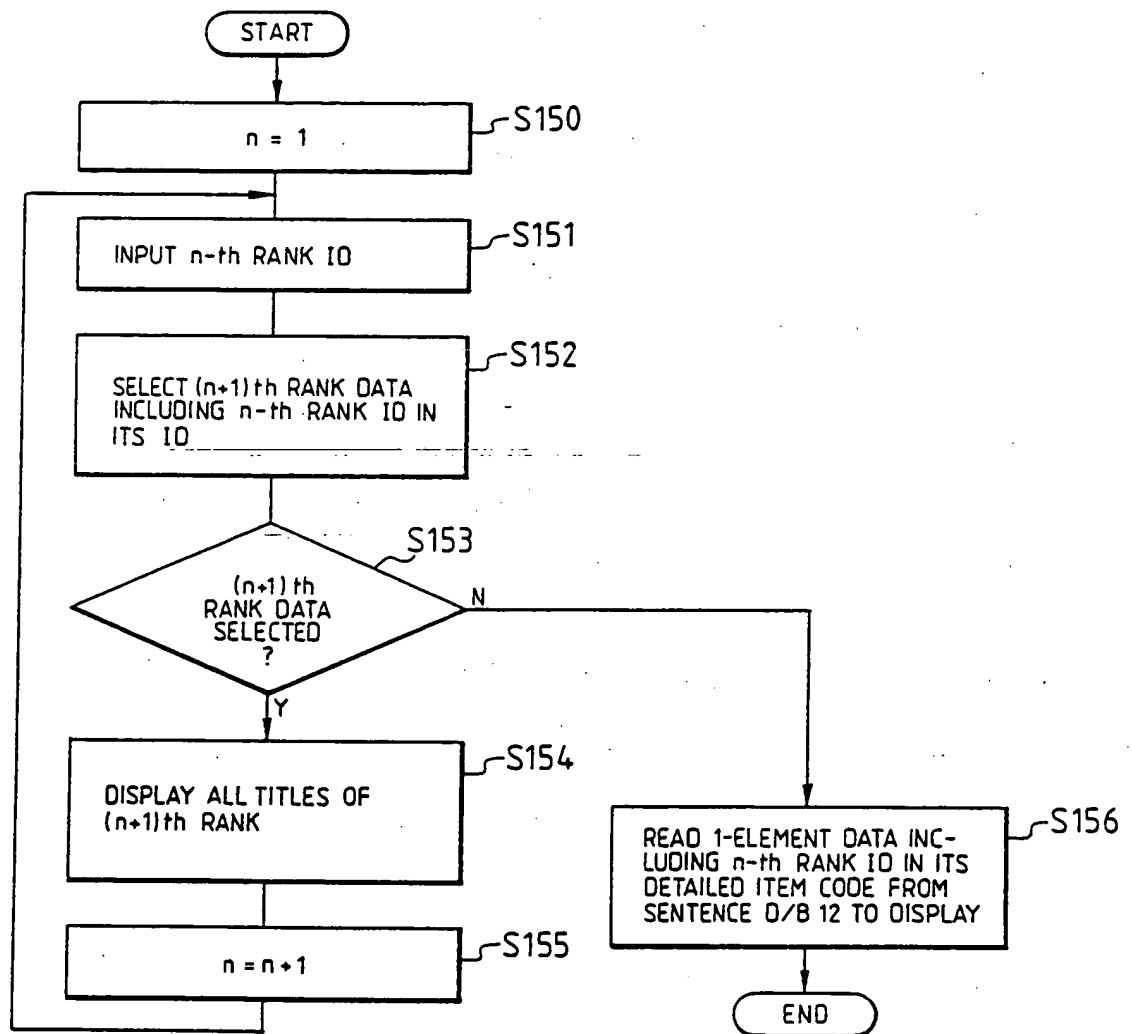 START
n = 1
S150
INPUT n-th RANK ID
S151
SELECT (n+1)th RANK DATA
INCLUDING n-th RANK ID IN
ITS ID
S152
(n+1)th
RANK DATA
SELECTED
?
S153
N
Y
DISPLAY ALL TITLES OF
(n+1)th RANK
S154
READ 1-ELEMENT DATA INC-
LUDING n-th RANK ID IN ITS
DETAILED ITEM CODE FROM
SENTENCE D/B 12 TO DISPLAY
S156
n = n+1
S155
END